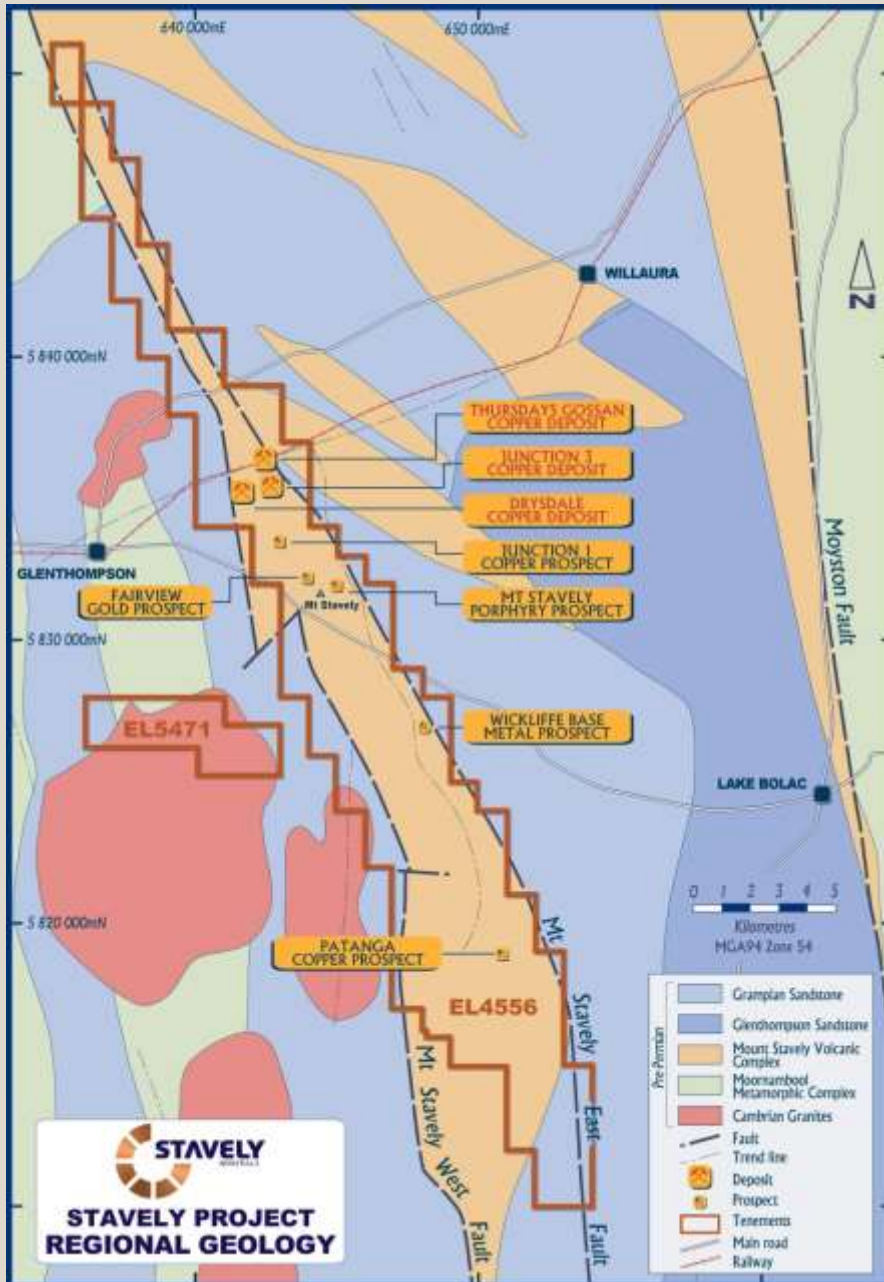 640 000mE
650 000mE
WILLAURA
N
5 840 000mN
THURSDAYS GOSSAN
COPPER DEPOSIT
JUNCTION 3
COPPER DEPOSIT
DRYSDALE
COPPER DEPOSIT
JUNCTION 1
COPPER PROSPECT
MT STAVELY
PORPHYRY PROSPECT
GLENTHOMPSON
FAIRVIEW
GOLD PROSPECT
Mt Stavely
Moyston Fault
5 830 000mN
EL5471
WICKLIFFE BASE
METAL PROSPECT
LAKE BOLAC
0 1 2 3 4 5
Kilometres
MGA94 Zone 54
5 820 000mN
PATANGA
COPPER PROSPECT
EL4556
Mt Stavely East Fault
Mt Stavely West Fault
Pre-Permian
Grampian Sandstone
Glenthompson Sandstone
Mount Stavely Volcanic
Complex
Moornambool
Metamorphic Complex
Cambrian Granites
Fault
Trend line
Deposit
Prospect
Tenements
Main road
Railway
STAVELY
MINERALS
STAVELY PROJECT
REGIONAL GEOLOGY